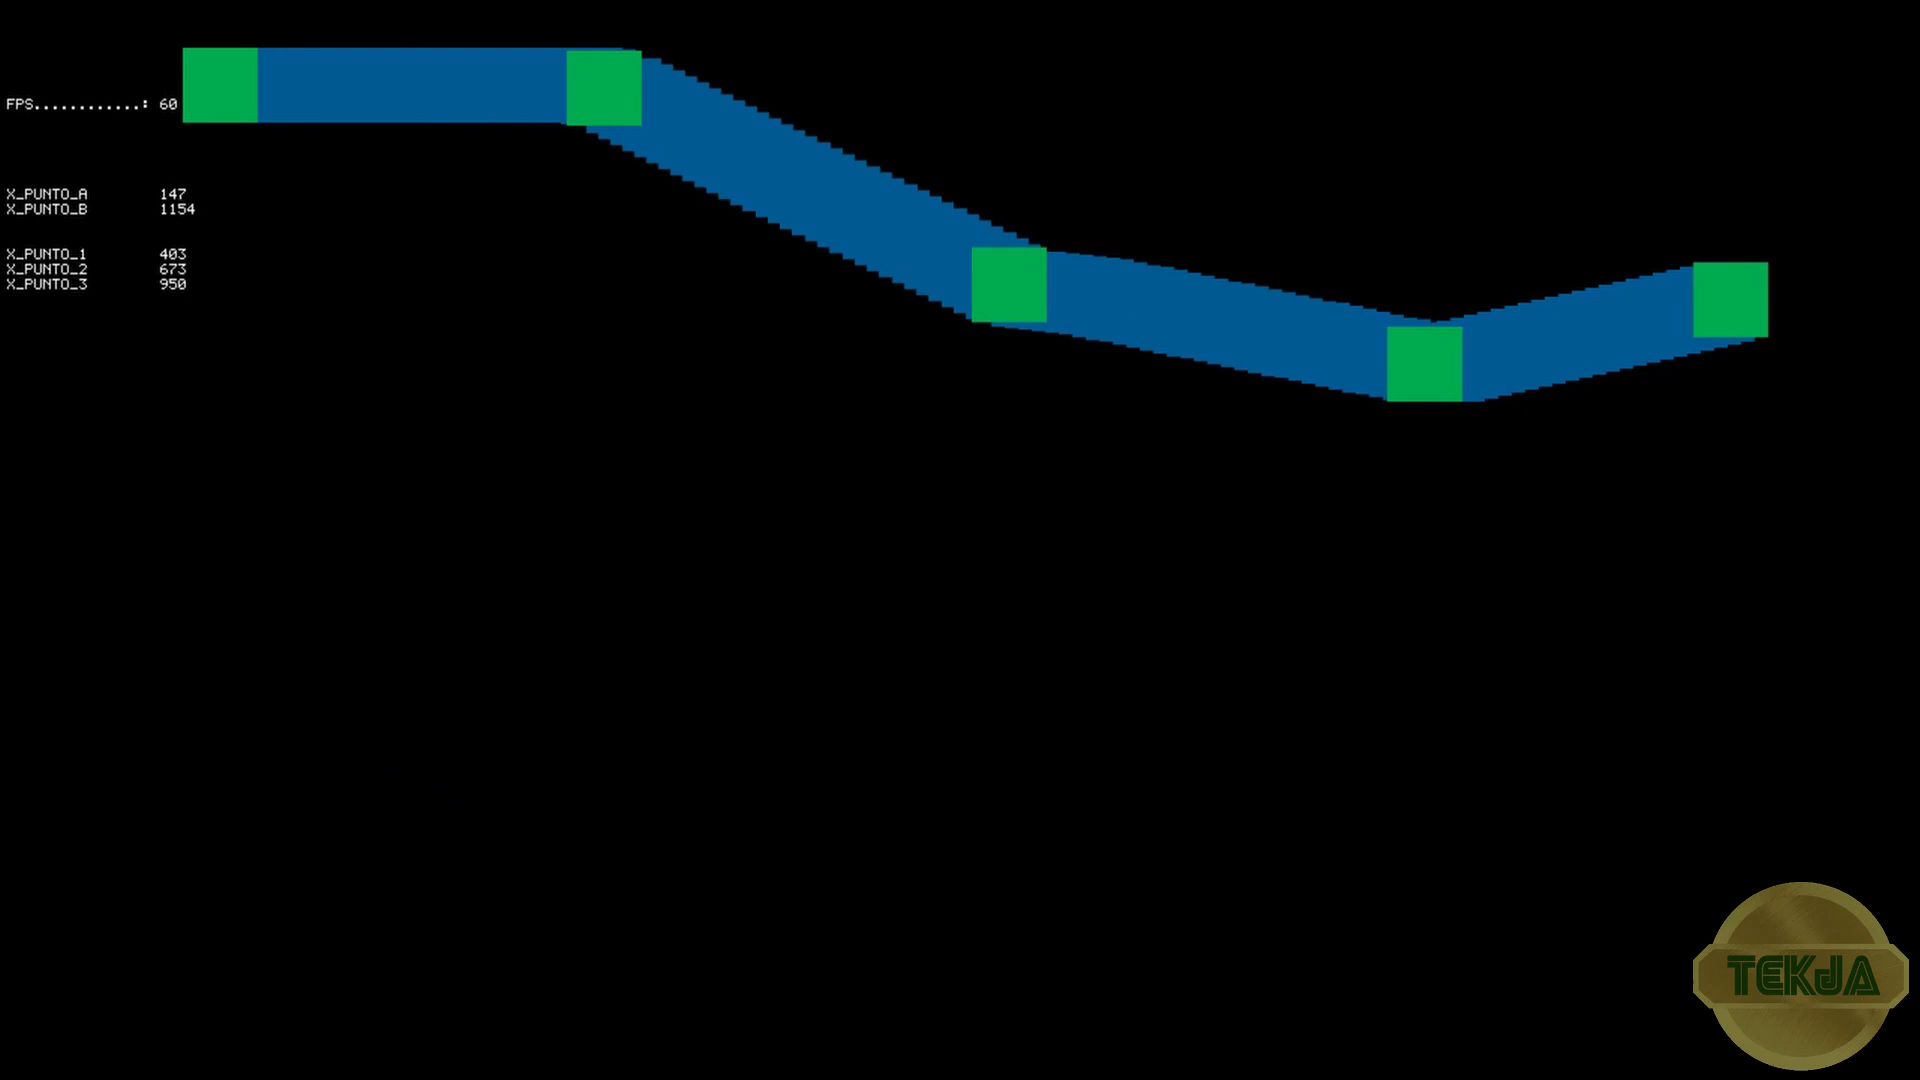 FPS............: 60
X_PUNTO_A 147
X_PUNTO_B 1154
X_PUNTO_1 403
X_PUNTO_2 673
X_PUNTO_3 950
TEKJA